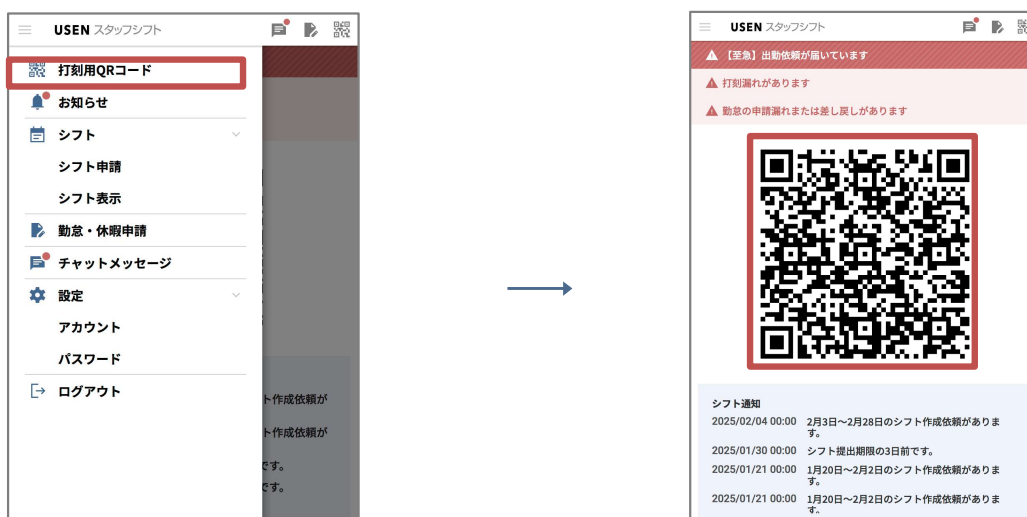 USEN スタッフシフト
打刻用QRコード
お知らせ
シフト
シフト申請
シフト表示
勤怠・休暇申請
チャットメッセージ
設定
アカウント
パスワード
ログアウト
ト作成依頼が
ト作成依頼が
です。
です。
USEN スタッフシフト
【至急】出勤依頼が届いています
打刻漏れがあります
勤怠の申請漏れまたは差し戻しがあります
シフト通知
2025/02/04 00:00 2月3日～2月28日のシフト作成依頼がありま
す。
2025/01/30 00:00 シフト提出期限の3日前です。
2025/01/21 00:00 1月20日～2月2日のシフト作成依頼がありま
す。
2025/01/21 00:00 1月20日～2月2日のシフト作成依頼がありま
す。